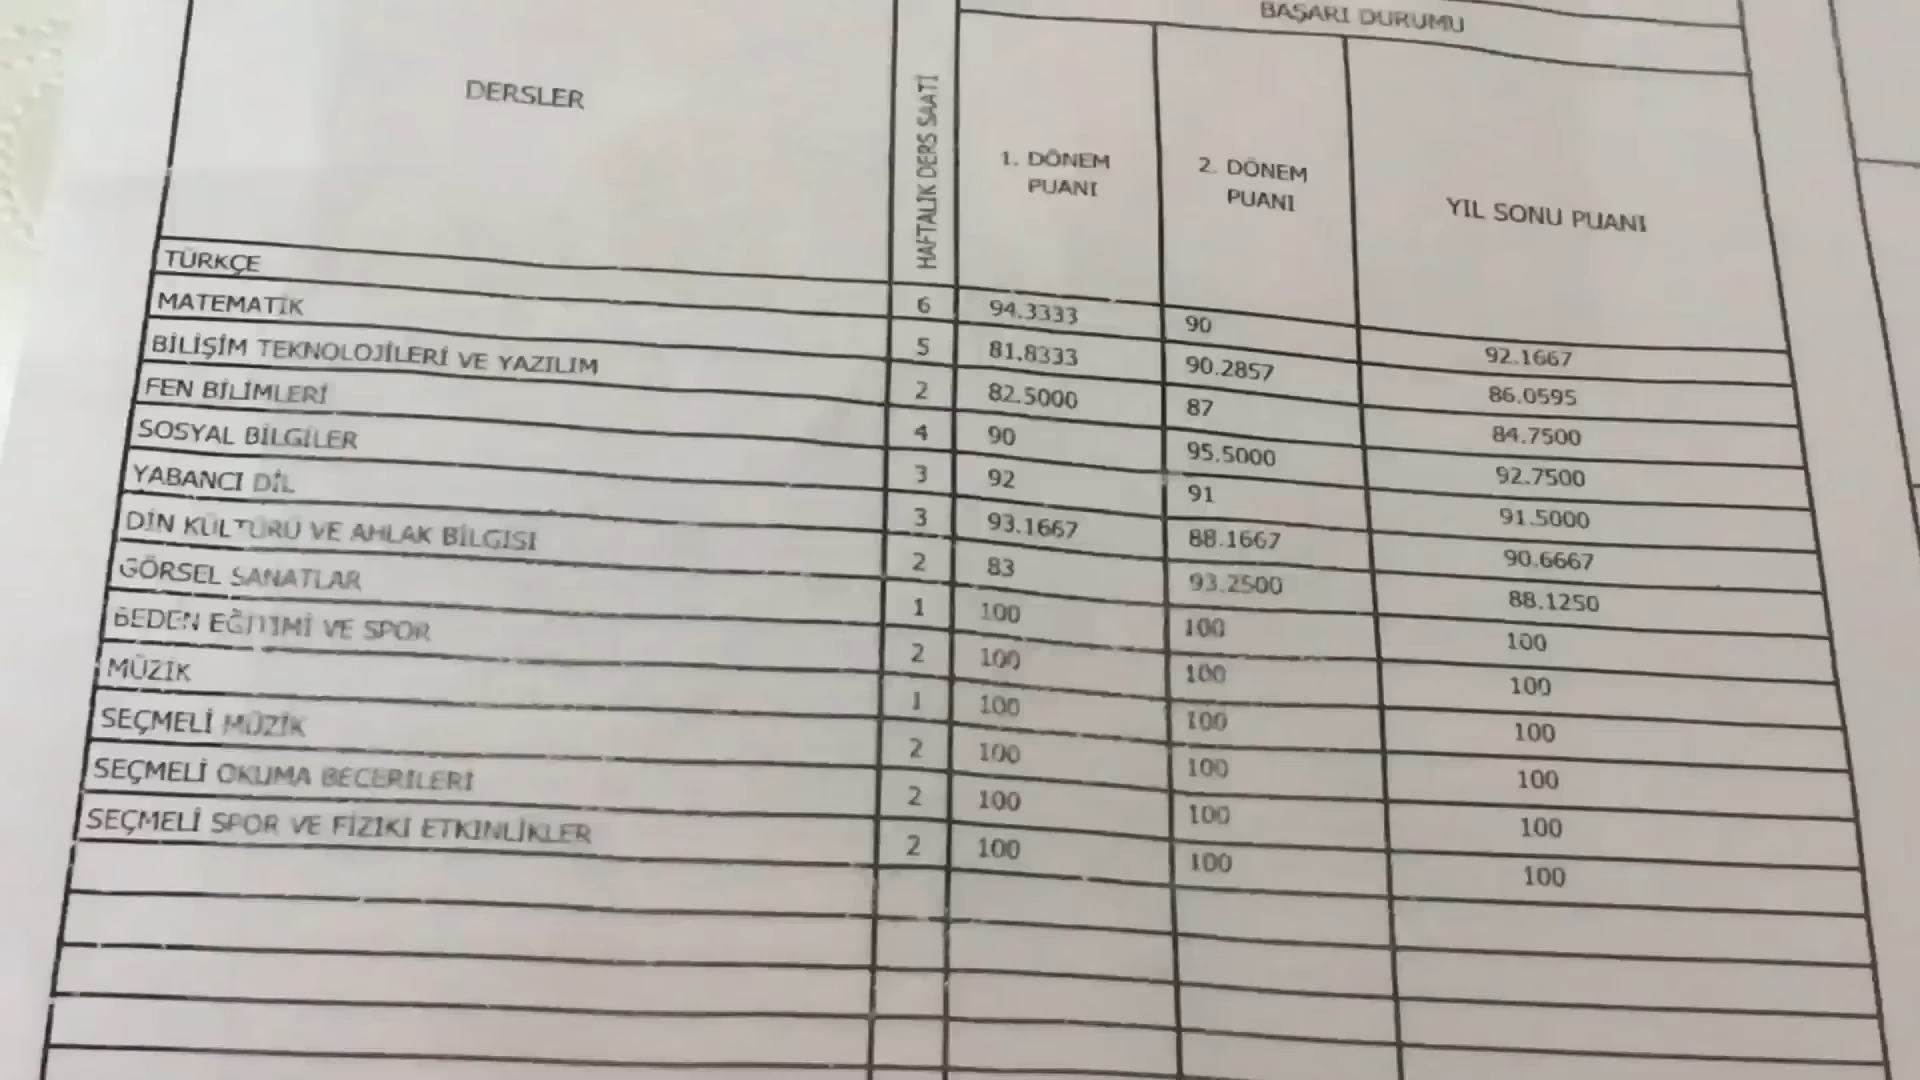 BAŞARI DURUMU
DERSLER HAFTALIK DERS SAATİ 1. DÖNEM PUANI 2. DÖNEM PUANI YIL SONU PUANI
TÜRKÇE 6 94.3333 90 92.1667
MATEMATİK 5 81.8333 90.2857 86.0595
BİLİŞİM TEKNOLOJİLERİ VE YAZILIM 2 82.5000 87 84.7500
FEN BİLİMLERİ 4 90 95.5000 92.7500
SOSYAL BİLGİLER 3 92 91 91.5000
YABANCI DİL 3 93.1667 88.1667 90.6667
DİN KÜLTÜRÜ VE AHLAK BİLGİSİ 2 83 93.2500 88.1250
GÖRSEL SANATLAR 1 100 100 100
BEDEN EĞİTİMİ VE SPOR 2 100 100 100
MÜZİK 1 100 100 100
SEÇMELİ MÜZİK 2 100 100 100
SEÇMELİ OKUMA BECERİLERİ 2 100 100 100
SEÇMELİ SPOR VE FİZİKİ ETKİNLİKLER 2 100 100 100